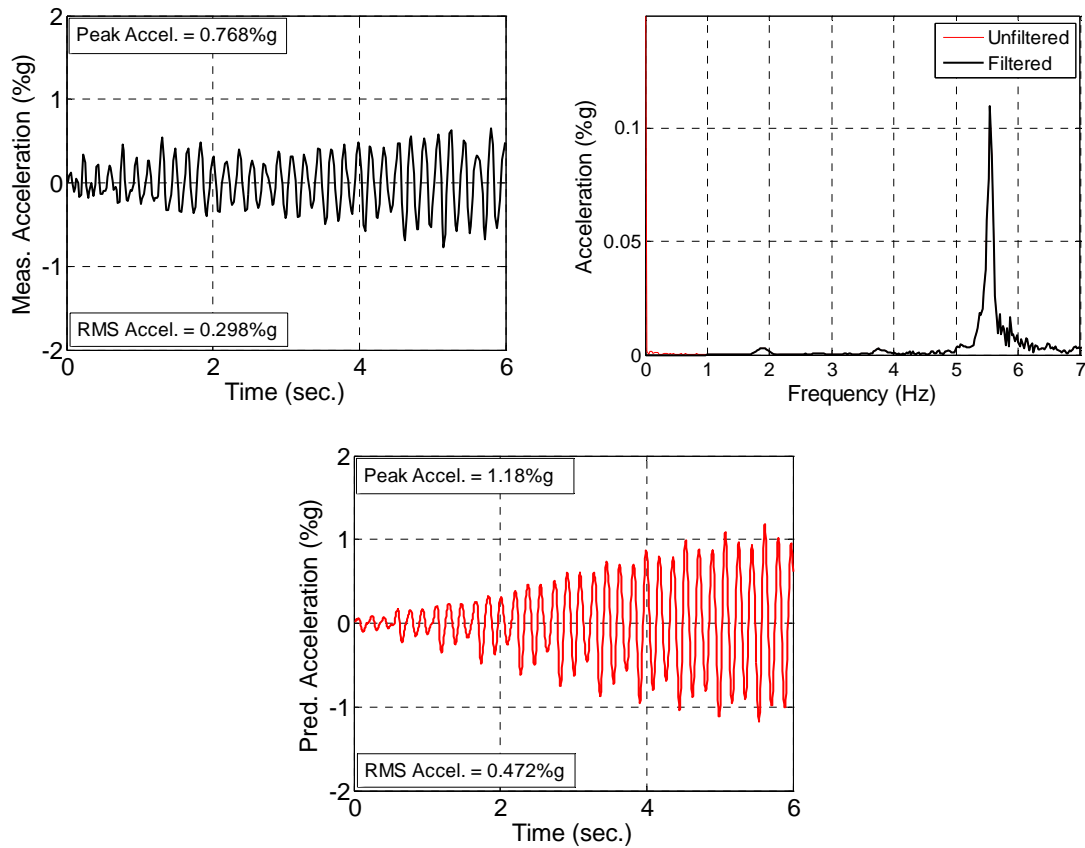 2
Peak Accel. = 0.768%g
1
0
-1
-2
RMS Accel. = 0.298%g
Meas. Acceleration (%g)
0 2 4 6
Time (sec.)
Unfiltered
Filtered
0.1
0.05
0
Acceleration (%g)
0 1 2 3 4 5 6 7
Frequency (Hz)
2
Peak Accel. = 1.18%g
1
0
-1
-2
RMS Accel. = 0.472%g
Pred. Acceleration (%g)
0 2 4 6
Time (sec.)